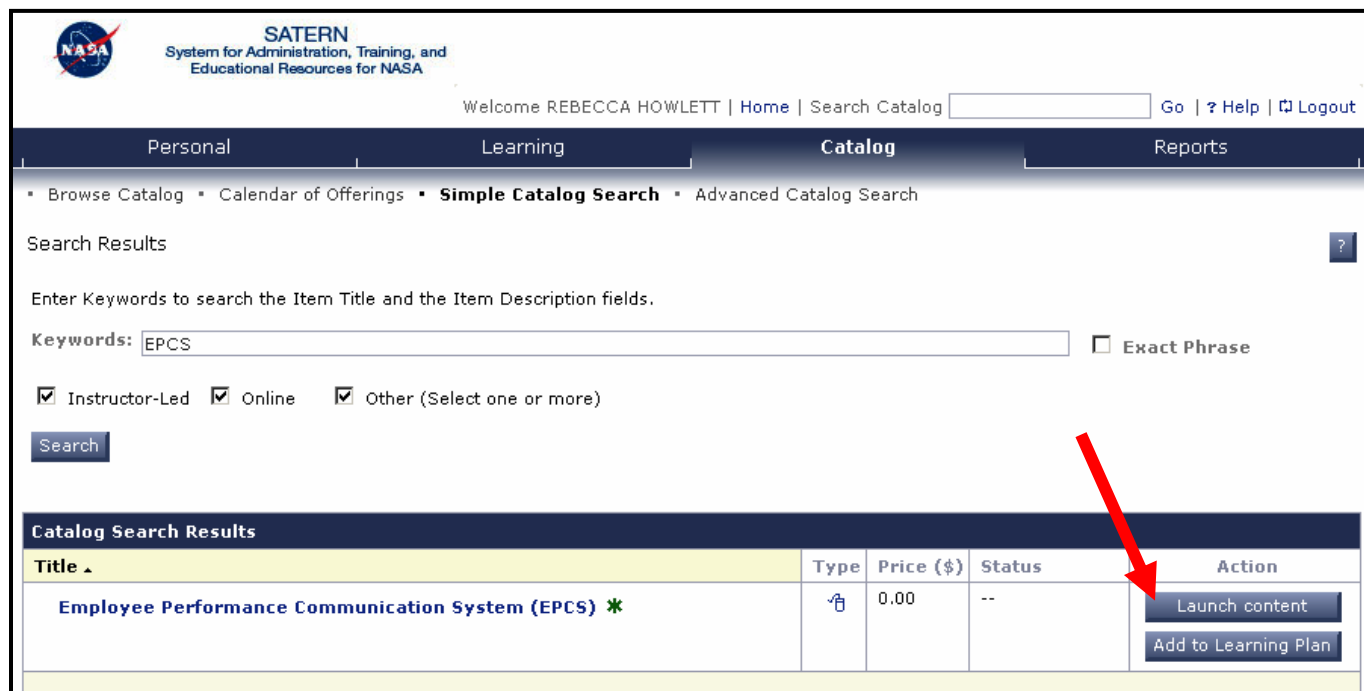 NASA
SATERN
System for Administration, Training, and
Educational Resources for NASA
Welcome REBECCA HOWLETT | Home | Search Catalog Go | ? Help | Logout
Personal Learning Catalog Reports
▪ Browse Catalog ▪ Calendar of Offerings ▪ Simple Catalog Search ▪ Advanced Catalog Search
Search Results ?
Enter Keywords to search the Item Title and the Item Description fields.
Keywords: EPCS Exact Phrase
Instructor-Led Online Other (Select one or more)
Search
Catalog Search Results
Title Type Price ($) Status Action
Employee Performance Communication System (EPCS) 0.00 -- Launch content
Add to Learning Plan